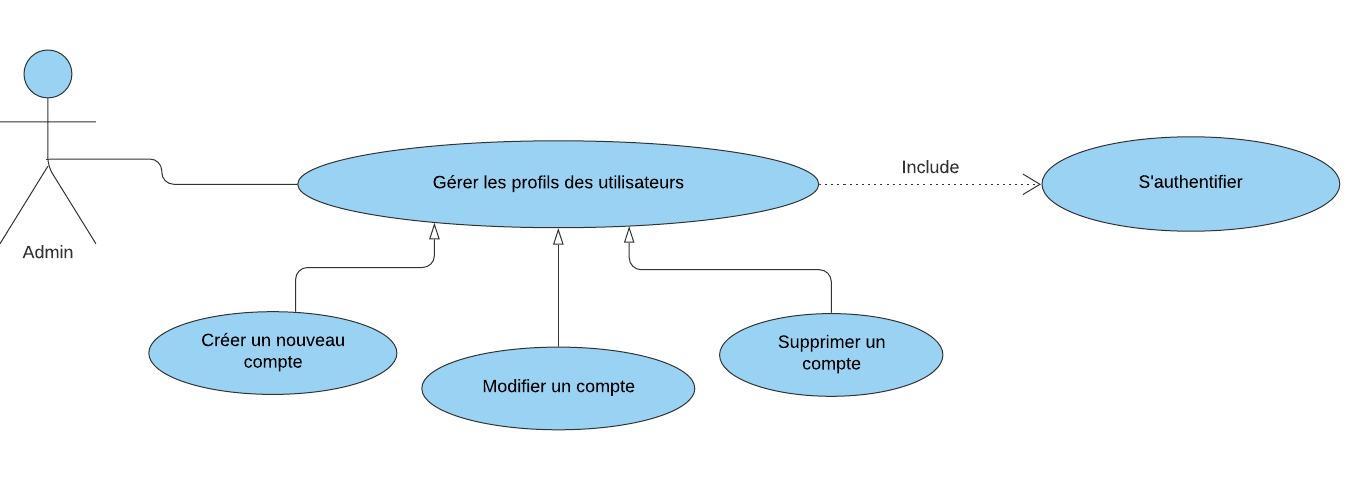 Admin
Gérer les profils des utilisateurs
Include
S'authentifier
Créer un nouveau
compte
Modifier un compte
Supprimer un
compte